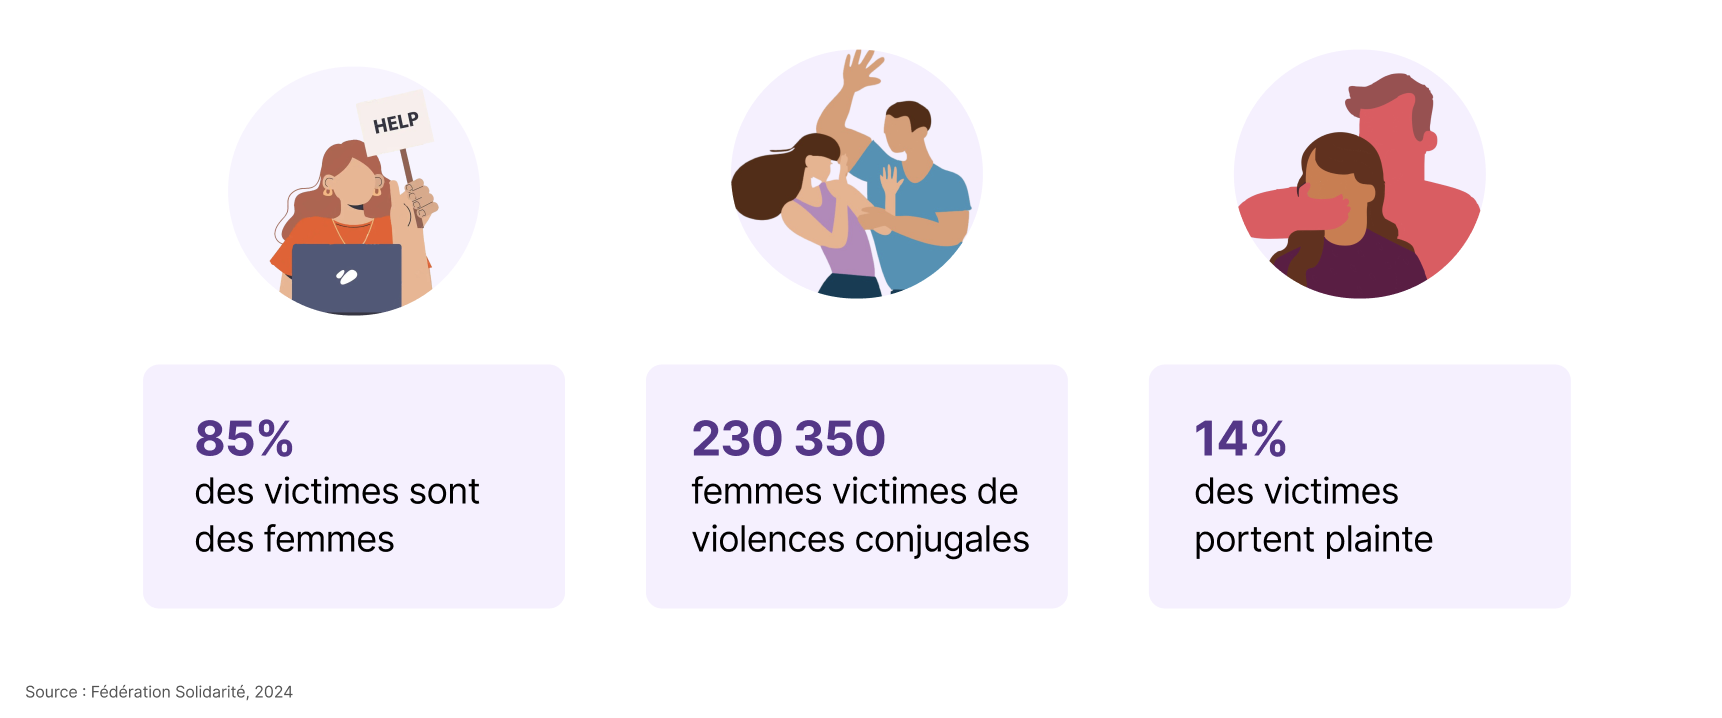 HELP
85%
des victimes sont
des femmes
230 350
femmes victimes de
violences conjugales
14%
des victimes
portent plainte
Source : Fédération Solidarité, 2024